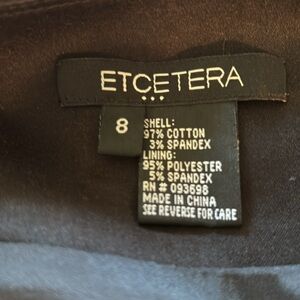 ETCETERA
8
SHELL:
97% COTTON
3% SPANDEX
LINING:
95% POLYESTER
5% SPANDEX
RN # 093698
MADE IN CHINA
SEE REVERSE FOR CARE